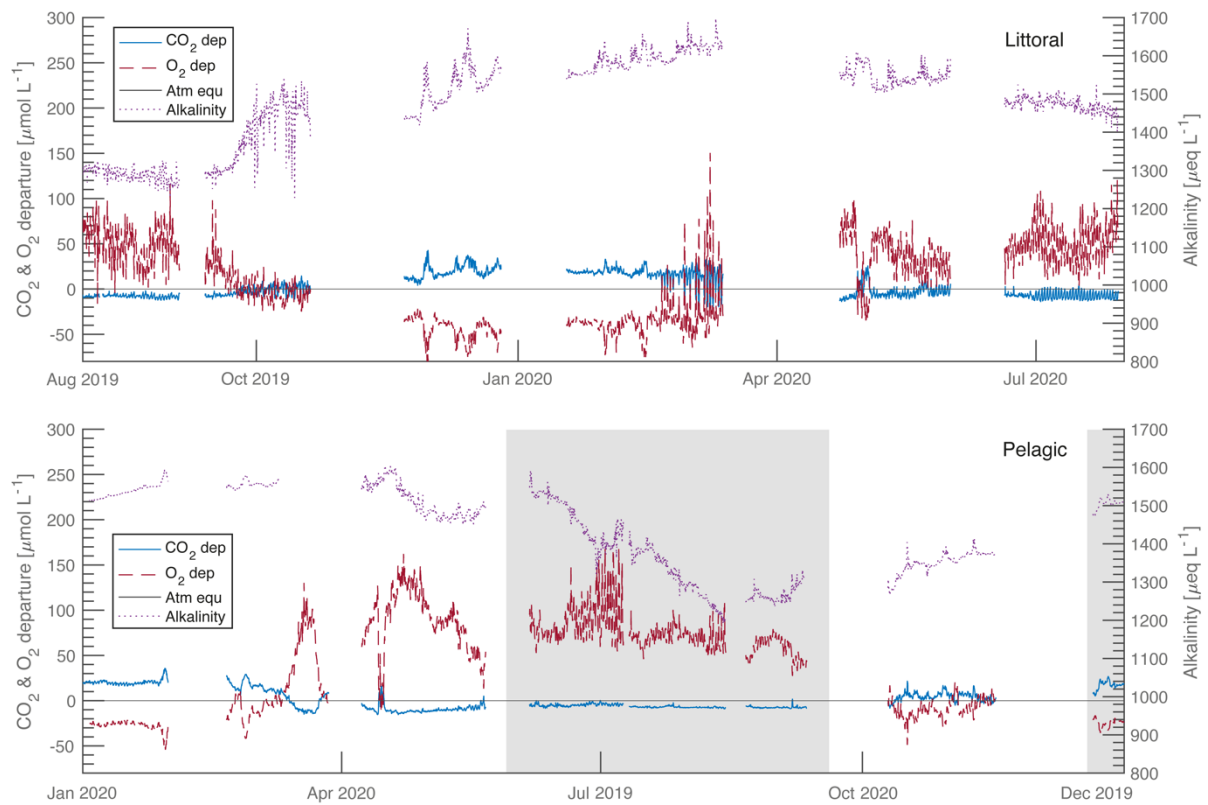 Littoral
CO2 dep
O2 dep
Atm equ
Alkalinity
CO2 & O2 departure [μmol L-1]
300
250
200
150
100
50
0
-50
Alkalinity [μeq L-1]
1700
1600
1500
1400
1300
1200
1100
1000
900
800
Aug 2019 Oct 2019 Jan 2020 Apr 2020 Jul 2020
Pelagic
CO2 dep
O2 dep
Atm equ
Alkalinity
CO2 & O2 departure [μmol L-1]
300
250
200
150
100
50
0
-50
Alkalinity [μeq L-1]
1700
1600
1500
1400
1300
1200
1100
1000
900
800
Jan 2020 Apr 2020 Jul 2019 Oct 2019 Dec 2019